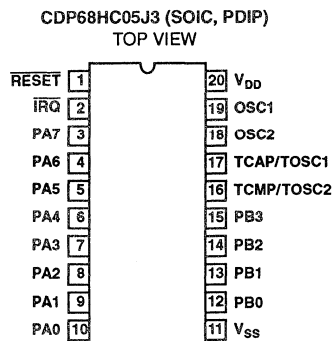 CDP68HC05J3 (SOIC, PDIP)
TOP VIEW
RESET 1 20 VDD
IRQ 2 19 OSC1
PA7 3 18 OSC2
PA6 4 17 TCAP/TOSC1
PA5 5 16 TCMP/TOSC2
PA4 6 15 PB3
PA3 7 14 PB2
PA2 8 13 PB1
PA1 9 12 PB0
PA0 10 11 VSS